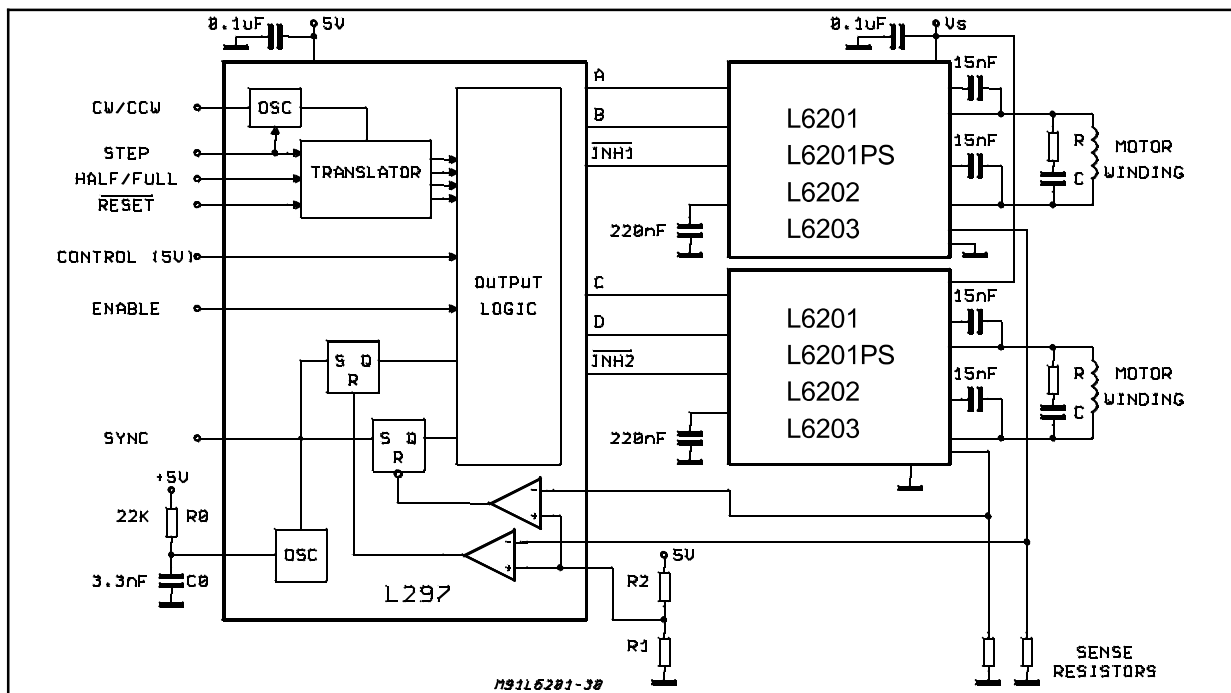 0.1uF
5V
0.1uF
Vs
CW/CCW
OSC
STEP
HALF/FULL
RESET
TRANSLATOR
CONTROL (5V)
ENABLE
OUTPUT
LOGIC
S Q
R
SYNC
S Q
R
+5V
22K
R0
OSC
3.3nF
C0
L297
A
B
INH1
220nF
C
D
INH2
220nF
L6201
L6201PS
L6202
L6203
15nF
15nF
R
C
MOTOR
WINDING
L6201
L6201PS
L6202
L6203
15nF
15nF
R
C
MOTOR
WINDING
-
+
-
+
5V
R2
R1
SENSE
RESISTORS
M91L6201-30